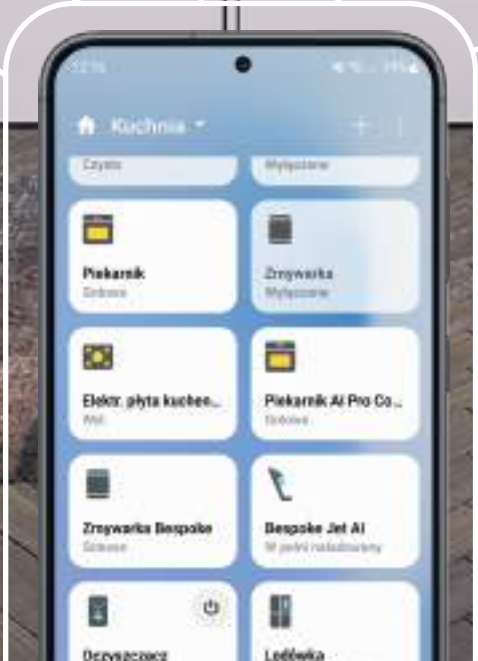 Kuchnia
Czysto
Wyłączone
Piekarnik
Gotowe
Zmywarka
Wyłączone
Elektr. płyta kuchen...
Piekarnik AI Pro Co...
Gotowe
Zmywarka Bespoke
Gotowe
Bespoke Jet AI
W pełni naładowany
Oczyszczacz
Lodówka